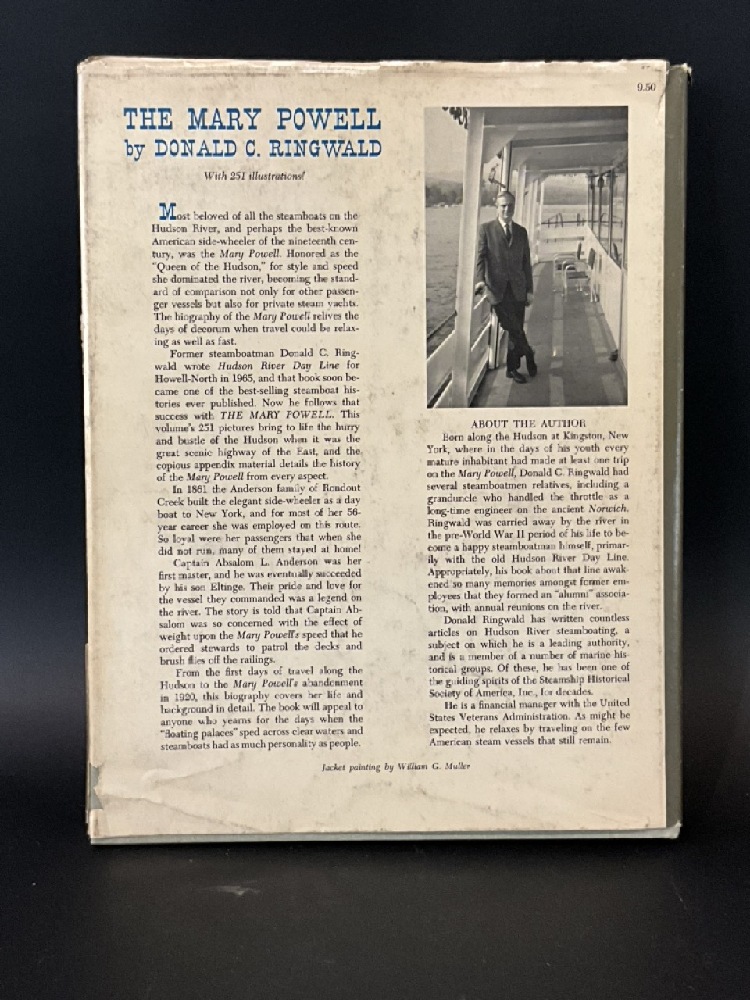 9.50
THE MARY POWELL
by DONALD C. RINGWALD
With 251 illustrations!
Most beloved of all the steamboats on the
Hudson River, and perhaps the best-known
American side-wheeler of the nineteenth cen-
tury, was the Mary Powell. Honored as the
"Queen of the Hudson," for style and speed
she dominated the river, becoming the stand-
ard of comparison not only for other passen-
ger vessels but also for private steam yachts.
The biography of the Mary Powell relives the
days of decorum when travel could be relax-
ing as well as fast.
Former steamboatman Donald C. Ring-
wald wrote Hudson River Day Line for
Howell-North in 1965, and that book soon be-
came one of the best-selling steamboat his-
tories ever published. Now he follows that
success with THE MARY POWELL. This
volume's 251 pictures bring to life the hurry
and bustle of the Hudson when it was the
great scenic highway of the East, and the
copious appendix material details the history
of the Mary Powell from every aspect.
In 1861 the Anderson family of Rondout
Creek built the elegant side-wheeler as a day
boat to New York, and for most of her 56-
year career she was employed on this route.
So loyal were her passengers that when she
did not run, many of them stayed at home!
Captain Absalom L. Anderson was her
first master, and he was eventually succeeded
by his son Eltinge. Their pride and love for
the vessel they commanded was a legend on
the river. The story is told that Captain Ab-
salom was so concerned with the effect of
weight upon the Mary Powell's speed that he
ordered stewards to patrol the decks and
brush flies off the railings.
From the first days of travel along the
Hudson to the Mary Powell's abandonment
in 1920, this biography covers her life and
background in detail. The book will appeal to
anyone who yearns for the days when the
"floating palaces" sped across clear waters and
steamboats had as much personality as people.
ABOUT THE AUTHOR
Born along the Hudson at Kingston, New
York, where in the days of his youth every
mature inhabitant had made at least one trip
on the Mary Powell, Donald C. Ringwald had
several steamboatmen relatives, including a
granduncle who handled the throttle as a
long-time engineer on the ancient Norwich.
Ringwald was carried away by the river in
the pre-World War II period of his life to be-
come a happy steamboatman himself, primar-
ily with the old Hudson River Day Line.
Appropriately, his book about that line awak-
ened so many memories amongst former em-
ployees that they formed an "alumni" associa-
tion, with annual reunions on the river.
Donald Ringwald has written countless
articles on Hudson River steamboating, a
subject on which he is a leading authority,
and is a member of a number of marine his-
torical groups. Of these, he has been one of
the guiding spirits of the Steamship Historical
Society of America, Inc., for decades.
He is a financial manager with the United
States Veterans Administration. As might be
expected, he relaxes by traveling on the few
American steam vessels that still remain.
Jacket painting by William G. Muller